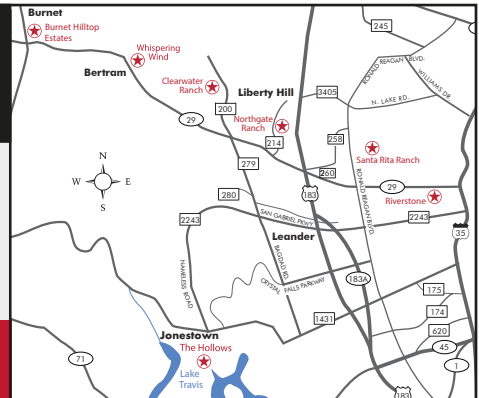 Burnet
Burnet Hilltop
Estates
245
Whispering
Wind
RONALD REAGAN BLVD.
WILLIAMS DR.
Bertram
Clearwater
Ranch
Liberty Hill
3405
N. LAKE RD.
200
29
Northgate
Ranch
214
258
Santa Rita Ranch
279
260
N
W E
S
280
183
29
Riverstone
RONALD REAGAN BLVD.
2243
SAN GABRIEL PKWY
2243
35
Leander
BAGDAD RD.
NAMELESS ROAD
CRYSTAL FALLS PARKWAY
183A
175
174
1431
620
Jonestown
The Hollows
45
71
Lake
Travis
1
183